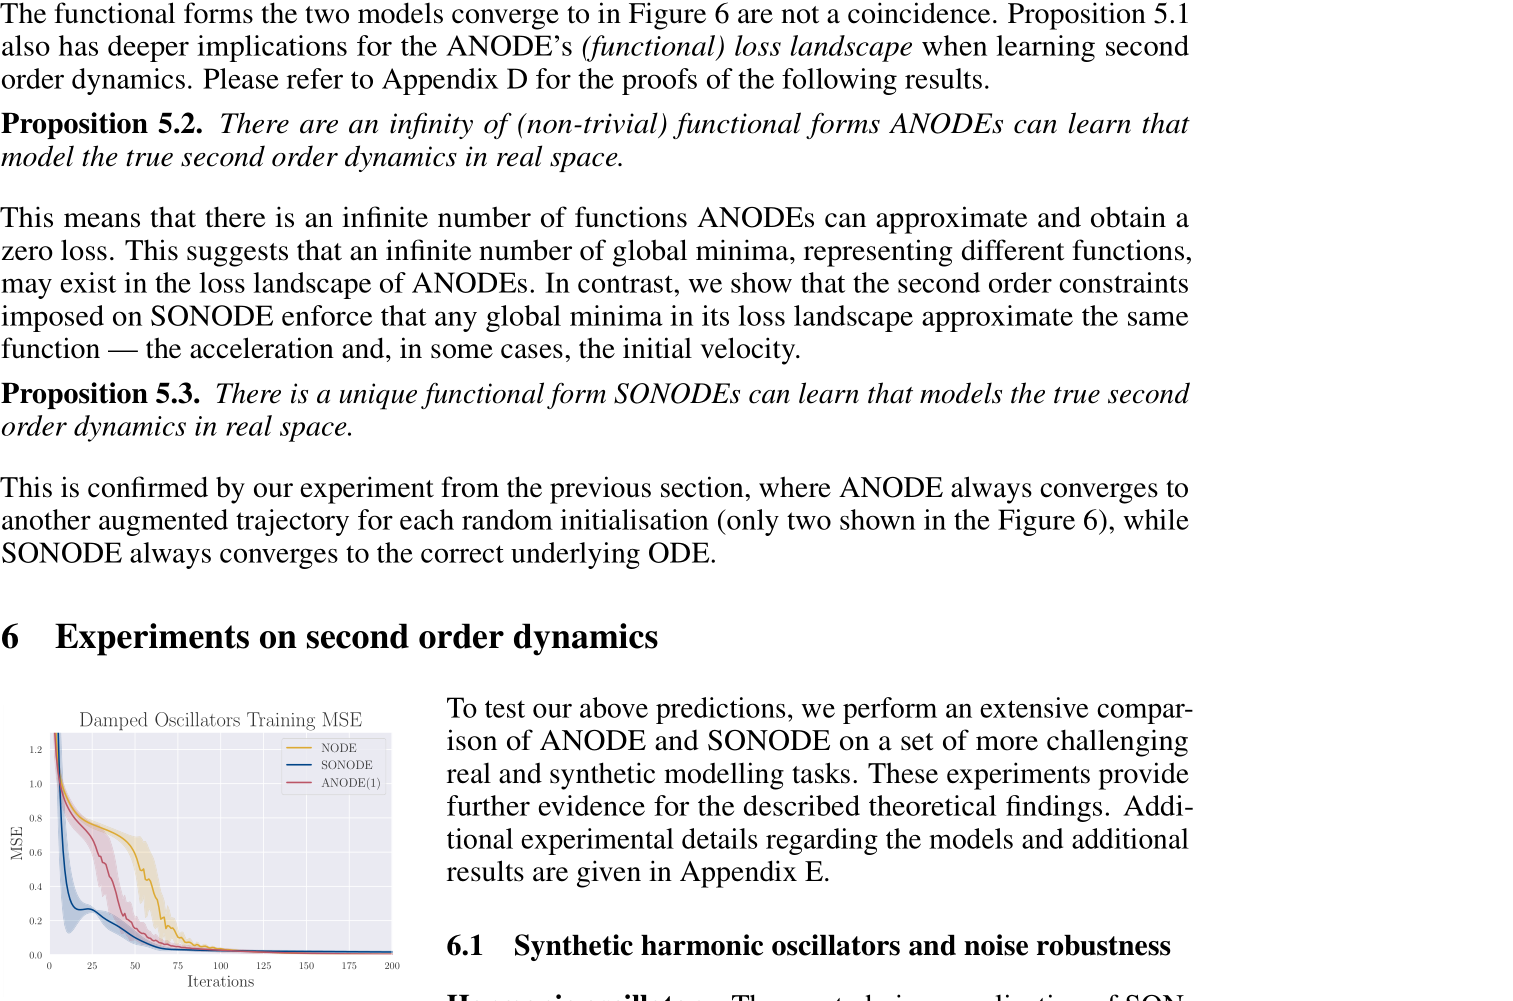 The functional forms the two models converge to in Figure 6 are not a coincidence. Proposition 5.1
also has deeper implications for the ANODE’s (functional) loss landscape when learning second
order dynamics. Please refer to Appendix D for the proofs of the following results.
Proposition 5.2. There are an infinity of (non-trivial) functional forms ANODEs can learn that
model the true second order dynamics in real space.
This means that there is an infinite number of functions ANODEs can approximate and obtain a
zero loss. This suggests that an infinite number of global minima, representing different functions,
may exist in the loss landscape of ANODEs. In contrast, we show that the second order constraints
imposed on SONODE enforce that any global minima in its loss landscape approximate the same
function — the acceleration and, in some cases, the initial velocity.
Proposition 5.3. There is a unique functional form SONODEs can learn that models the true second
order dynamics in real space.
This is confirmed by our experiment from the previous section, where ANODE always converges to
another augmented trajectory for each random initialisation (only two shown in the Figure 6), while
SONODE always converges to the correct underlying ODE.
6 Experiments on second order dynamics
Damped Oscillators Training MSE
NODE
SONODE
ANODE(1)
MSE
1.2
1.0
0.8
0.6
0.4
0.2
0.0
0 25 50 75 100 125 150 175 200
Iterations
To test our above predictions, we perform an extensive compar-
ison of ANODE and SONODE on a set of more challenging
real and synthetic modelling tasks. These experiments provide
further evidence for the described theoretical findings. Addi-
tional experimental details regarding the models and additional
results are given in Appendix E.
6.1 Synthetic harmonic oscillators and noise robustness